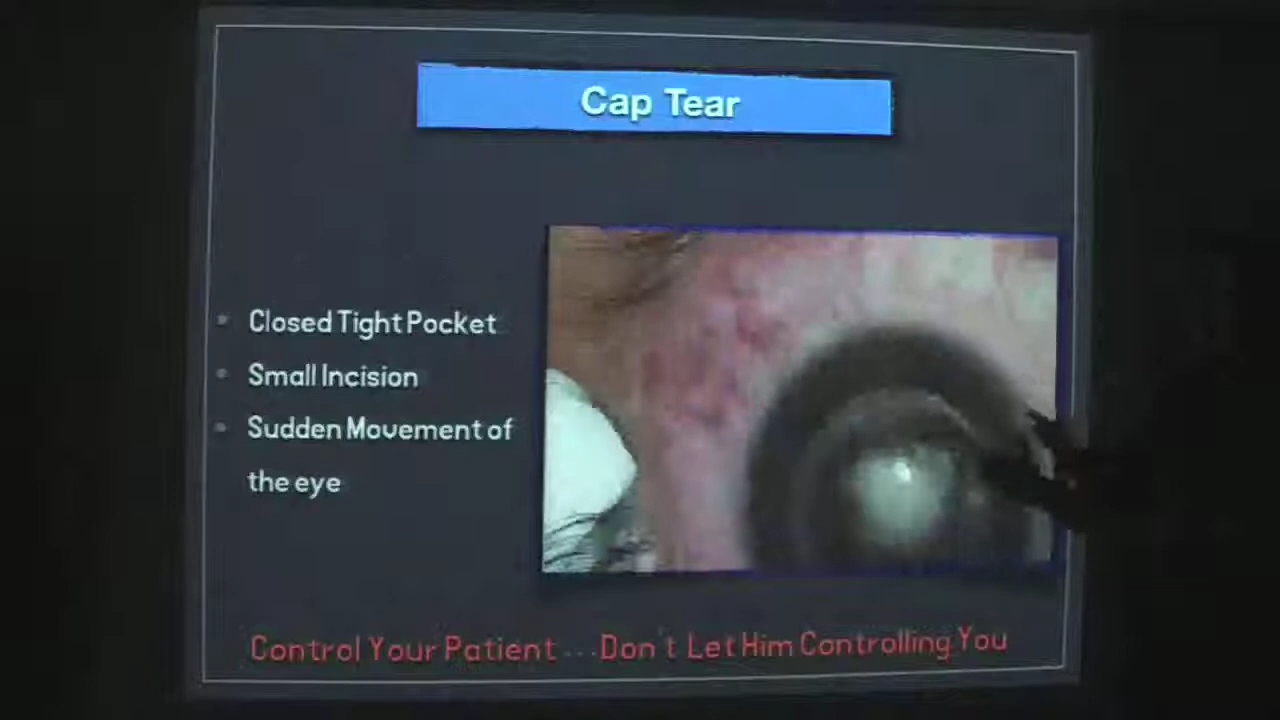 Cap Tear
Closed Tight Pocket
Small Incision
Sudden Movement of
the eye
Control Your Patient ...Don't Let Him Controlling You